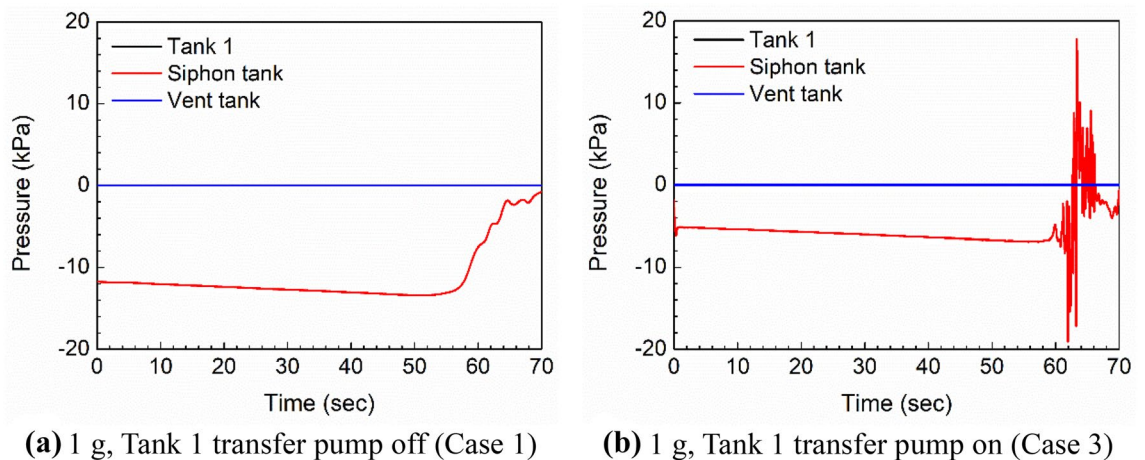 20
10
0
-10
-20
Pressure (kPa)
Tank 1
Siphon tank
Vent tank
0 10 20 30 40 50 60 70
Time (sec)
(a) 1 g, Tank 1 transfer pump off (Case 1)
20
10
0
-10
-20
Pressure (kPa)
Tank 1
Siphon tank
Vent tank
0 10 20 30 40 50 60 70
Time (sec)
(b) 1 g, Tank 1 transfer pump on (Case 3)